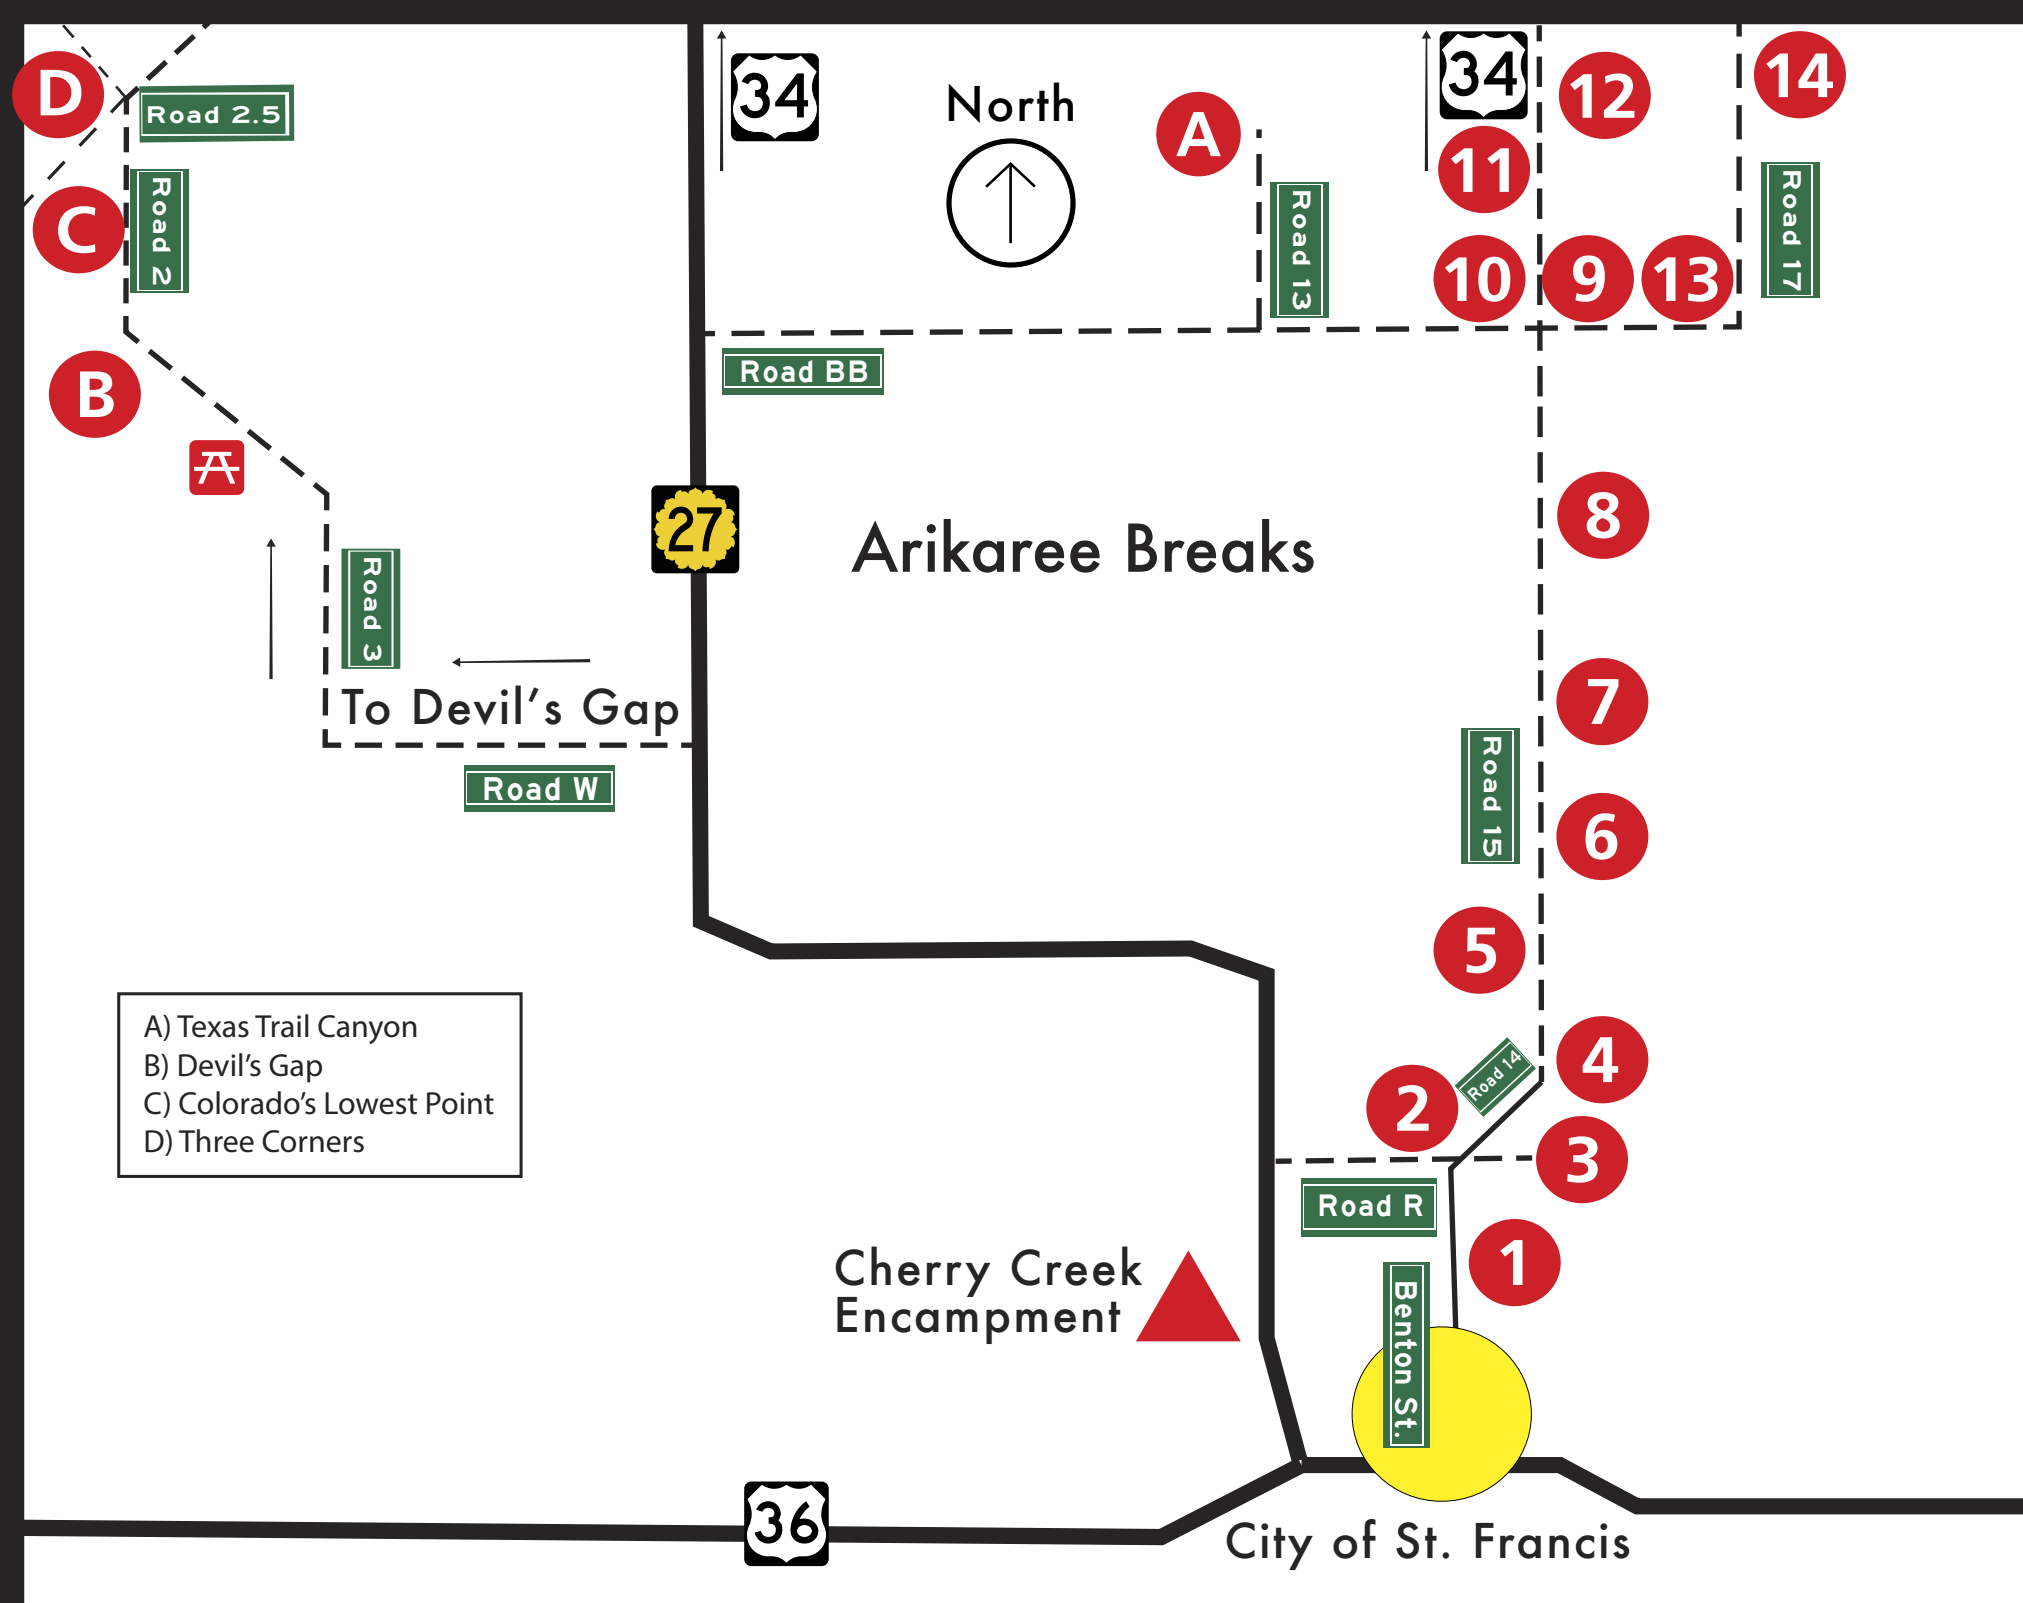 D
Road 2.5
34
North
A
34
12
14
11
Road 2
C
Road 13
Road 17
10
9
13
Road BB
B
27
Arikaree Breaks
8
Road 3
To Devil's Gap
7
Road W
Road 15
6
5
A) Texas Trail Canyon
B) Devil's Gap
C) Colorado's Lowest Point
D) Three Corners
4
Road 14
2
3
Road R
Cherry Creek
Encampment
1
Benton St.
36
City of St. Francis